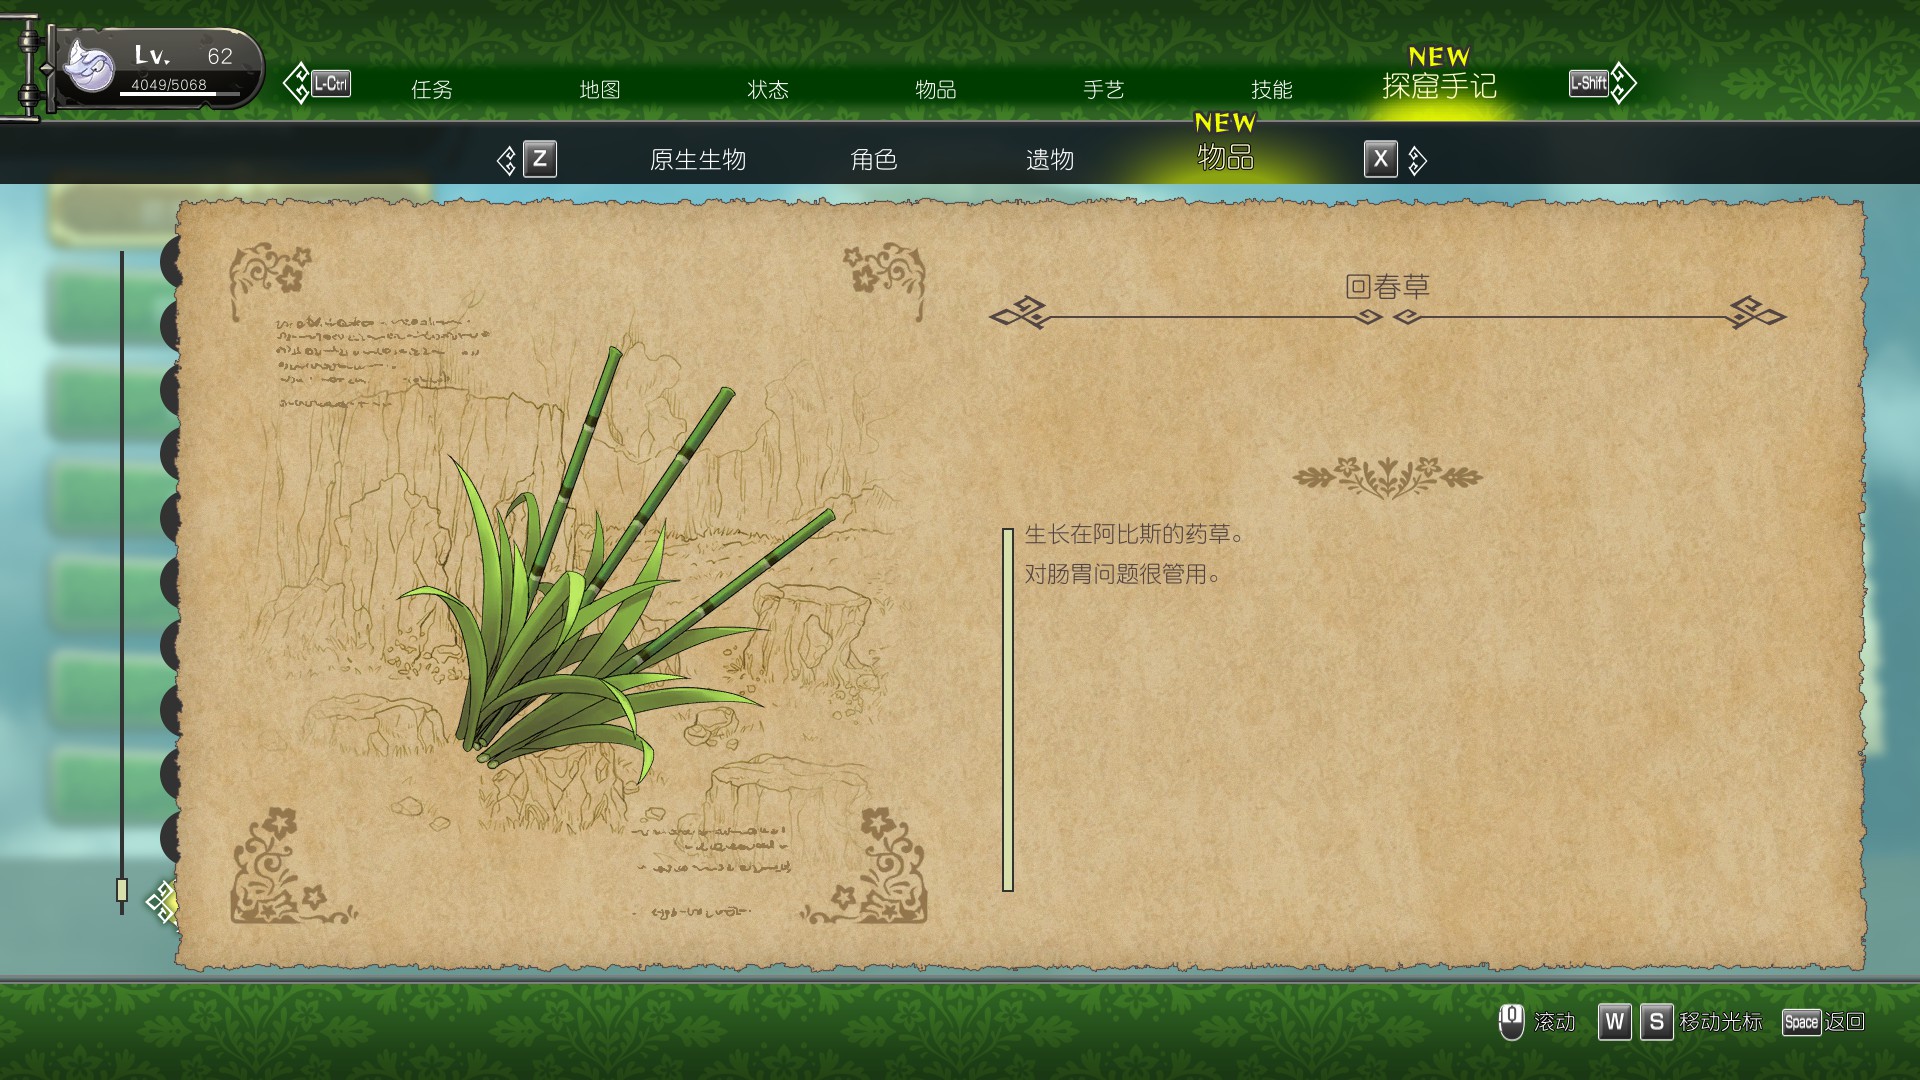 Lv. 62
4049/5068
L-Ctrl 任务 地图 状态 物品 手艺 技能 NEW 探窟手记 L-Shift
Z 原生生物 角色 遗物 NEW 物品 X
回春草
生长在阿比斯的药草。
对肠胃问题很管用。
滚动 W S 移动光标 Space 返回